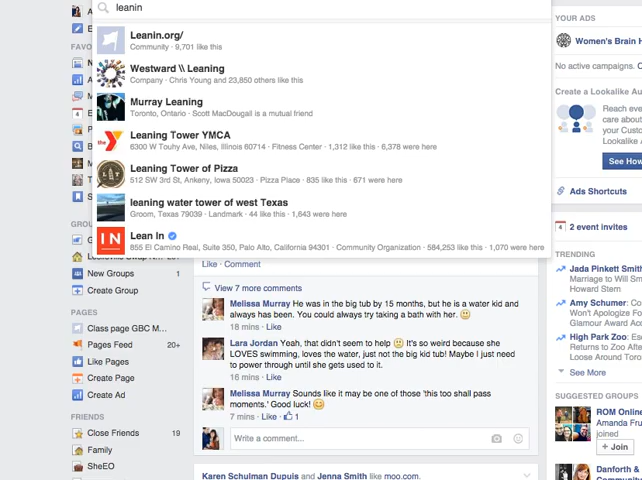 leanin
Leanin.org/
Community · 9,701 like this
Westward \\ Leaning
Company · Chris Young and 23,850 others like this
Murray Leaning
Toronto, Ontario · Scott MacDougall is a mutual friend
Leaning Tower YMCA
6300 W Touhy Ave, Niles, Illinois 60714 · Fitness Center · 1,312 like this · 6,378 were here
Leaning Tower of Pizza
512 SW 3rd St, Ankeny, Iowa 50023 · Pizza Place · 835 like this · 671 were here
leaning water tower of west Texas
Groom, Texas 79039 · Landmark · 44 like this · 1,643 were here
Lean In
855 El Camino Real, Suite 350, Palo Alto, California 94301 · Community Organization · 584,253 like this · 1,070 were here
FAVO
GROU
New Groups 1
Create Group
PAGES
Class page GBC M...
Pages Feed 20+
Like Pages
Create Page
Create Ad
FRIENDS
Close Friends 19
Family
SheEO
Like · Comment
View 7 more comments
Melissa Murray He was in the big tub by 15 months, but he is a water kid and
always has been. You could always try taking a bath with her.
18 mins · Like
Lara Jordan Yeah, that didn't seem to help It's so weird because she
LOVES swimming, loves the water, just not the big kid tub! Maybe I just need
to power through until she gets used to it.
16 mins · Like
Melissa Murray Sounds like it may be one of those 'this too shall pass
moments.' Good luck!
7 mins · Like · 1
Write a comment...
Karen Schulman Dupuis and Jenna Smith like moo.com.
YOUR ADS
Women's Brain H
No active campaigns. C
Create a Lookalike Au
Reach eve
care about
your Custo
Lookalike A
See How
Ads Shortcuts
4 2 event invites
TRENDING
Jada Pinkett Smith
Marriage to Will Sm
Howard Stern
Amy Schumer: Co
Won't Apologize Fo
Glamour Award Ac
High Park Zoo: Es
Returns to Zoo Afte
Loose Around Toro
See More
SUGGESTED GROUPS
ROM Online
Amanda Fru
joined
+ Join
Danforth &
Community